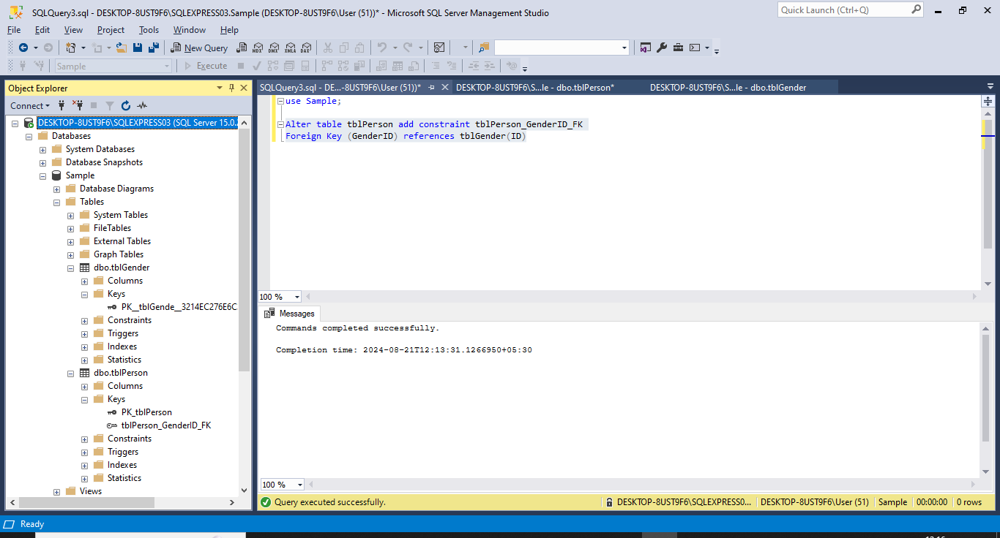 SQLQuery3.sql - DESKTOP-8UST9F6\SQLEXPRESS03.Sample (DESKTOP-8UST9F6\User (51))* - Microsoft SQL Server Management Studio
Quick Launch (Ctrl+Q)
File Edit View Project Tools Window Help
New Query MDX DMX XMLA DAX
Sample Execute
Object Explorer
Connect
DESKTOP-8UST9F6\SQLEXPRESS03 (SQL Server 15.0.
Databases
System Databases
Database Snapshots
Sample
Database Diagrams
Tables
System Tables
FileTables
External Tables
Graph Tables
dbo.tblGender
Columns
Keys
PK__tblGende__3214EC276E6C
Constraints
Triggers
Indexes
Statistics
dbo.tblPerson
Columns
Keys
PK_tblPerson
tblPerson_GenderID_FK
Constraints
Triggers
Indexes
Statistics
Views
SQLQuery3.sql - DE...-8UST9F6\User (51))* DESKTOP-8UST9F6\S...le - dbo.tblPerson* DESKTOP-8UST9F6\S...le - dbo.tblGender
use Sample;
Alter table tblPerson add constraint tblPerson_GenderID_FK
Foreign Key (GenderID) references tblGender(ID)
100 %
Messages
Commands completed successfully.
Completion time: 2024-08-21T12:13:31.1266950+05:30
100 %
Query executed successfully. DESKTOP-8UST9F6\SQLEXPRESS0... DESKTOP-8UST9F6\User (51) Sample 00:00:00 0 rows
Ready